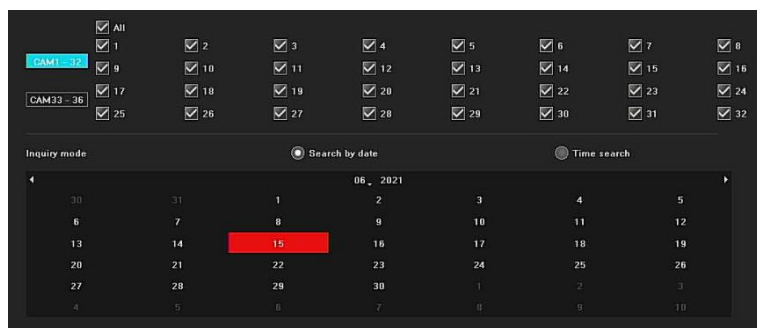 All
1 2 3 4 5 6 7 8
CAM1 - 32
9 10 11 12 13 14 15 16
CAM33 - 36
17 18 19 20 21 22 23 24
25 26 27 28 29 30 31 32
Inquiry mode Search by date Time search
06 2021
30 31 1 2 3 4 5
6 7 8 9 10 11 12
13 14 15 16 17 18 19
20 21 22 23 24 25 26
27 28 29 30 1 2 3
4 5 6 7 8 9 10